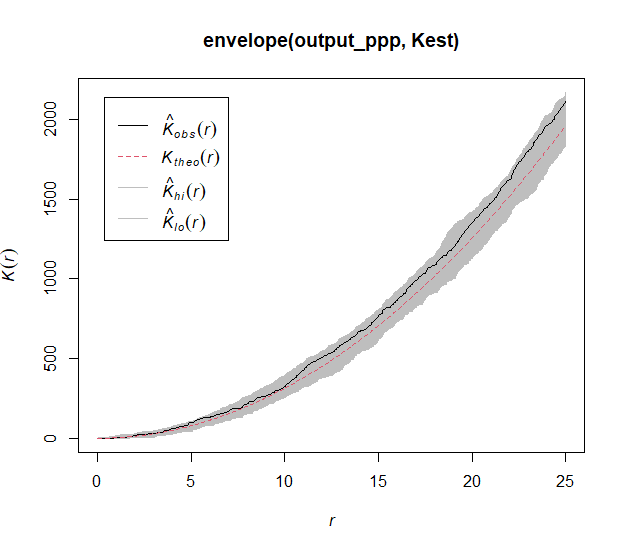 envelope(output_ppp, Kest)
K̂obs(r)
Ktheo(r)
K̂hi(r)
K̂lo(r)
K(r)
2000
1500
1000
500
0
0 5 10 15 20 25
r